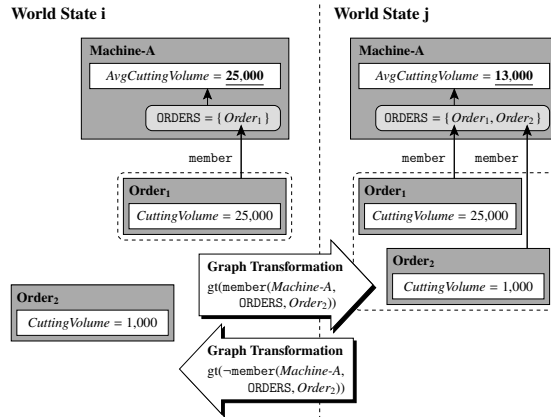 World State i
Machine-A
AvgCuttingVolume = 25,000
ORDERS = { Order₁ }
member
Order₁
CuttingVolume = 25,000
Order₂
CuttingVolume = 1,000
World State j
Machine-A
AvgCuttingVolume = 13,000
ORDERS = { Order₁, Order₂ }
member member
Order₁
CuttingVolume = 25,000
Order₂
CuttingVolume = 1,000
Graph Transformation
gt(member(Machine-A,
ORDERS, Order₂))
Graph Transformation
gt(¬member(Machine-A,
ORDERS, Order₂))